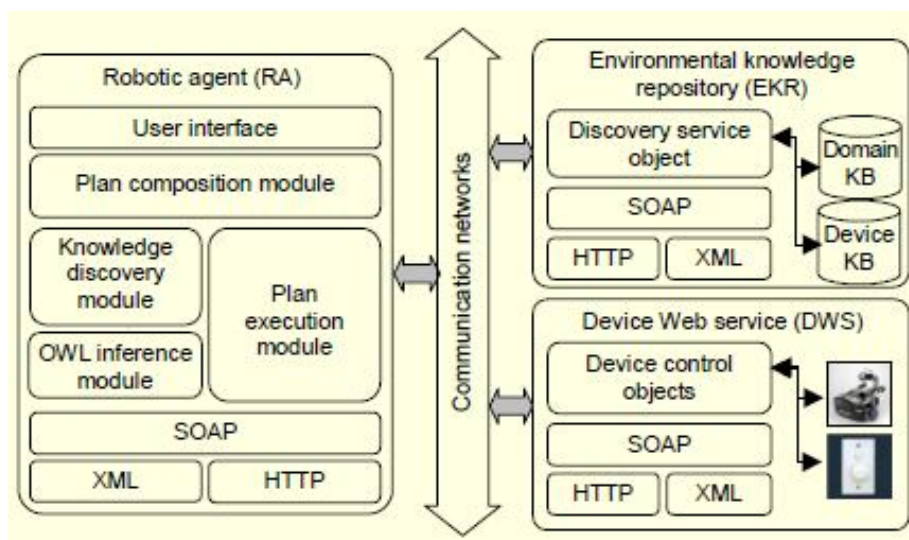 Robotic agent (RA)
User interface
Plan composition module
Knowledge
discovery
module
OWL inference
module
Plan
execution
module
SOAP
XML
HTTP
Communication networks
Environmental knowledge
repository (EKR)
Discovery service
object
SOAP
HTTP
XML
Domain
KB
Device
KB
Device Web service (DWS)
Device control
objects
SOAP
HTTP
XML